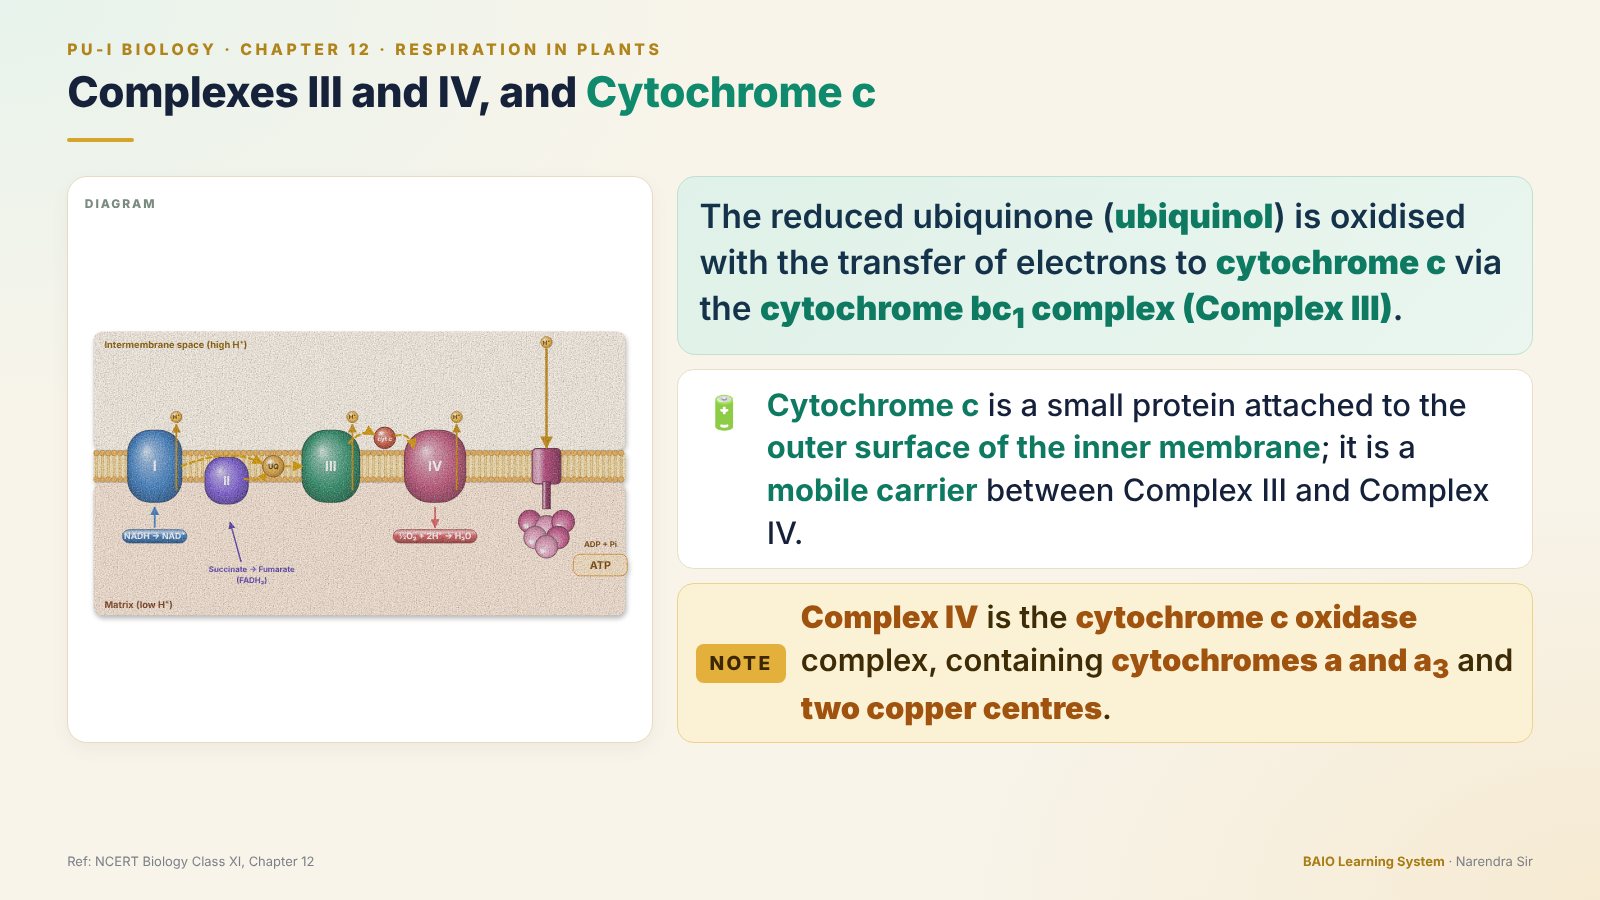 PU-I BIOLOGY · CHAPTER 12 · RESPIRATION IN PLANTS
Complexes III and IV, and Cytochrome c
DIAGRAM
Intermembrane space (high H⁺)
H⁺
H⁺
H⁺
H⁺
cyt c
I
II
UQ
III
IV
NADH → NAD⁺
½O₂ + 2H⁺ → H₂O
ADP + Pi
ATP
Succinate → Fumarate
(FADH₂)
Matrix (low H⁺)
The reduced ubiquinone (ubiquinol) is oxidised
with the transfer of electrons to cytochrome c via
the cytochrome bc₁ complex (Complex III).
Cytochrome c is a small protein attached to the
outer surface of the inner membrane; it is a
mobile carrier between Complex III and Complex
IV.
NOTE
Complex IV is the cytochrome c oxidase
complex, containing cytochromes a and a₃ and
two copper centres.
Ref: NCERT Biology Class XI, Chapter 12
BAIO Learning System · Narendra Sir